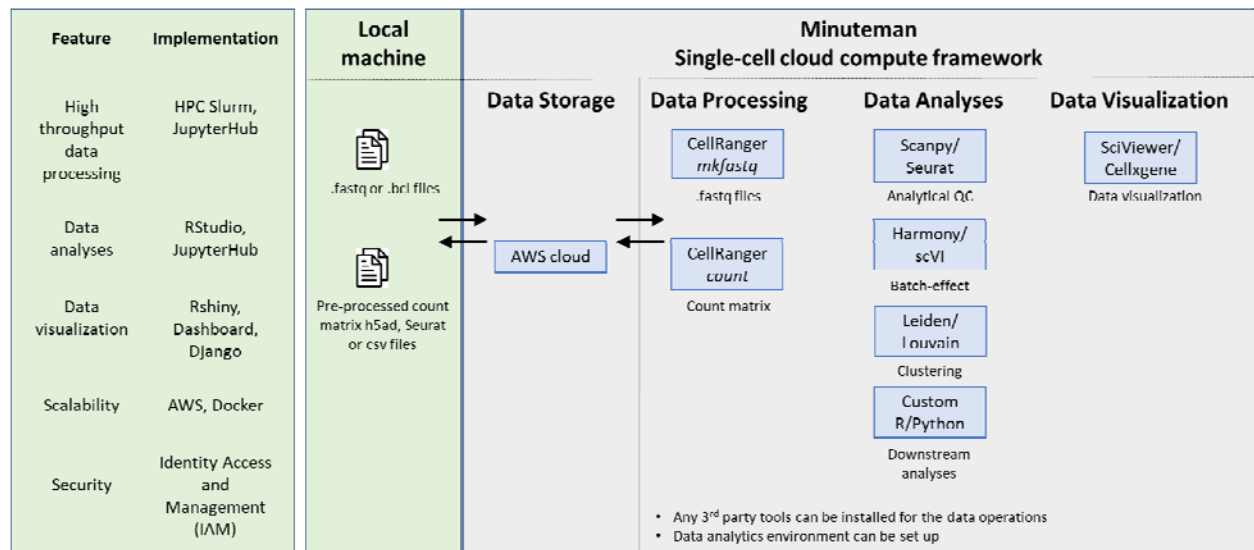 Feature Implementation
High
throughput
data
processing
HPC Slurm,
JupyterHub
Data
analyses
RStudio,
JupyterHub
Data
visualization
Rshiny,
Dashboard,
Django
Scalability
AWS, Docker
Security
Identity Access
and
Management
(IAM)
Local
machine
.fastq or .bcl files
Pre-processed count
matrix h5ad, Seurat
or csv files
Minuteman
Single-cell cloud compute framework
Data Storage
AWS cloud
Data Processing
CellRanger
mkfastq
.fastq files
CellRanger
count
Count matrix
Data Analyses
Scanpy/
Seurat
Analytical QC
Harmony/
scVI
Batch-effect
Leiden/
Louvain
Clustering
Custom
R/Python
Downstream
analyses
Data Visualization
SciViewer/
Cellxgene
Data visualization
• Any 3rd party tools can be installed for the data operations
• Data analytics environment can be set up